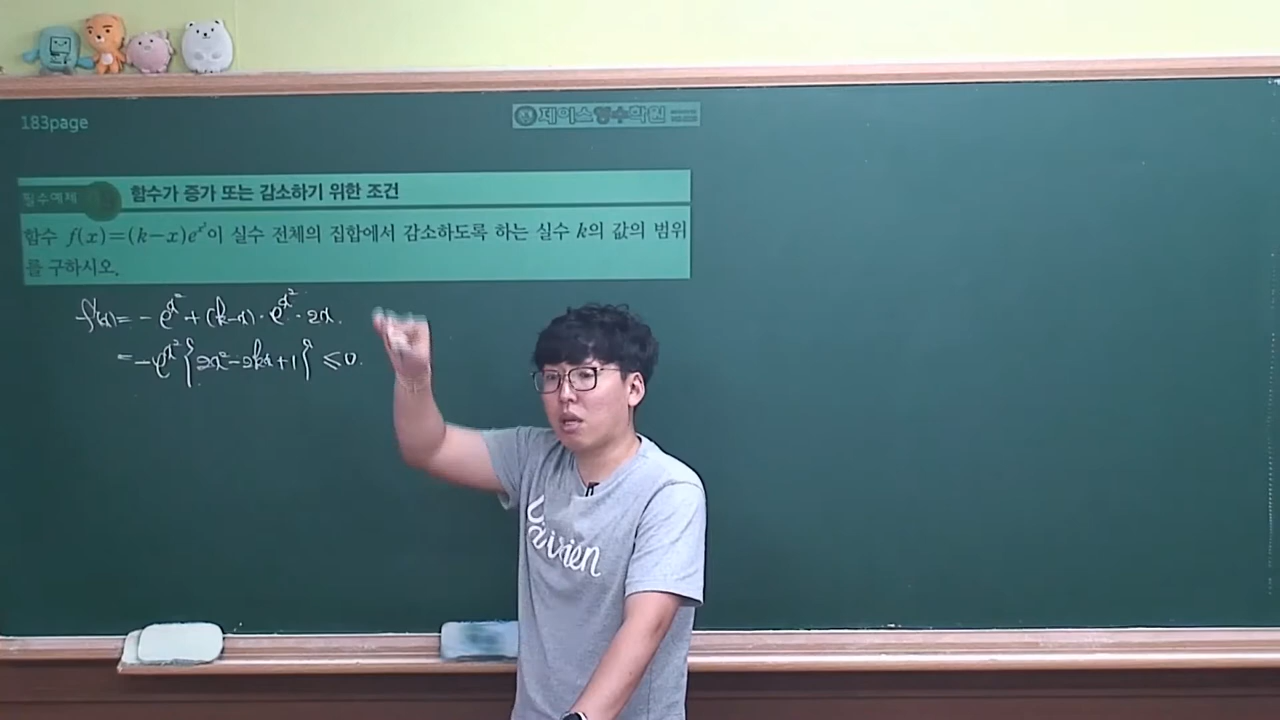 183page
제이스영수학원
필수예제
함수가 증가 또는 감소하기 위한 조건
함수 f(x)=(k−x)e^{x²}이 실수 전체의 집합에서 감소하도록 하는 실수 k의 값의 범위
를 구하시오.
f'(x)= −e^{x²}+(k−x)·e^{x²}·2x.
= −e^{x²}{2x²−2kx+1} ≤0.